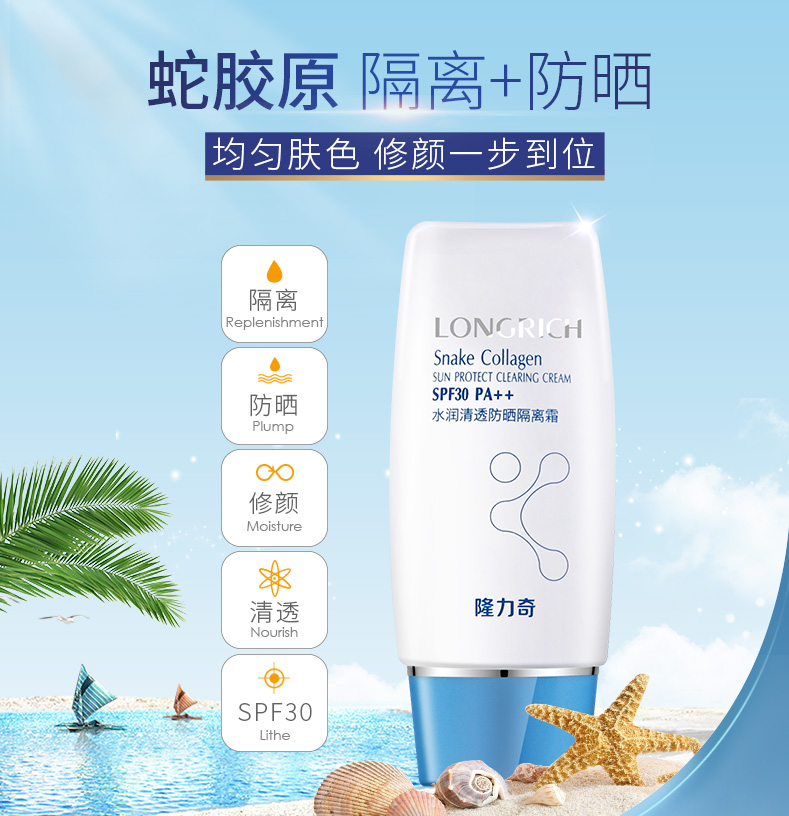 蛇胶原 隔离+防晒
均匀肤色 修颜一步到位
隔离
Replenishment
防晒
Plump
修颜
Moisture
清透
Nourish
SPF30
Lithe
LONGRICH
Snake Collagen
SUN PROTECT CLEARING CREAM
SPF30 PA++
水润清透防晒隔离霜
隆力奇